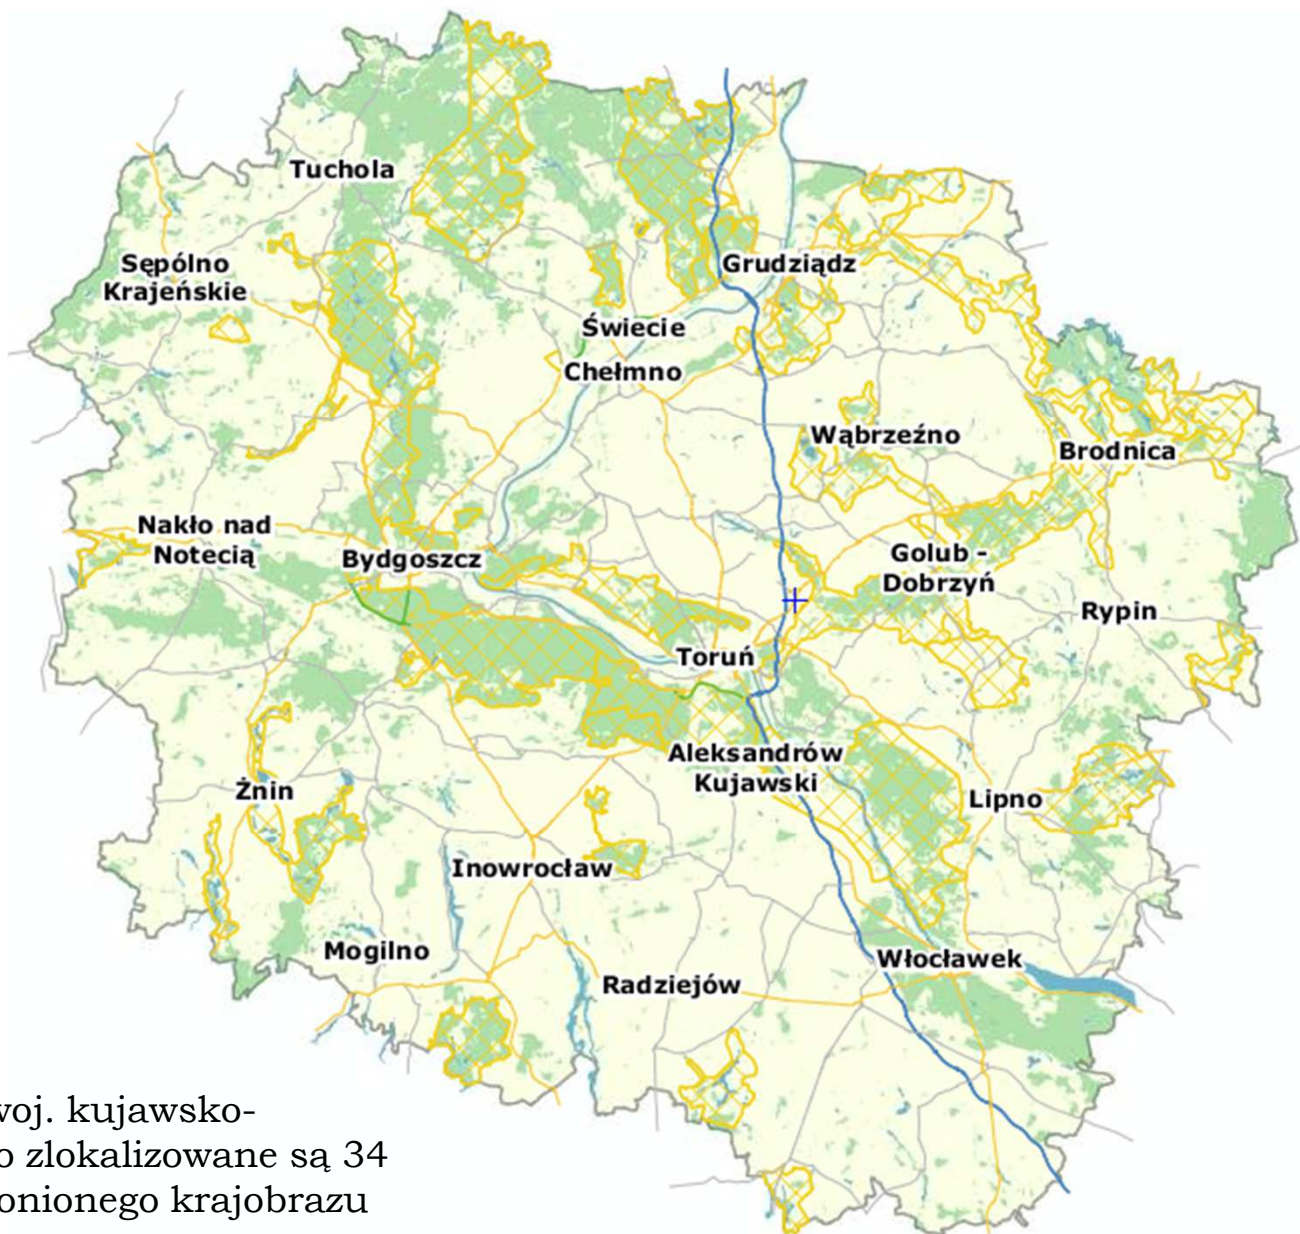 Tuchola
Sępólno
Krajeńskie
Grudziądz
Świecie
Chełmno
Wąbrzeźno
Brodnica
Nakło nad
Notecią
Bydgoszcz
Golub -
Dobrzyń
Rypin
Toruń
Aleksandrów
Kujawski
Żnin
Lipno
Inowrocław
Mogilno
Włocławek
Radziejów
woj. kujawsko-
o zlokalizowane są 34
onionego krajobrazu